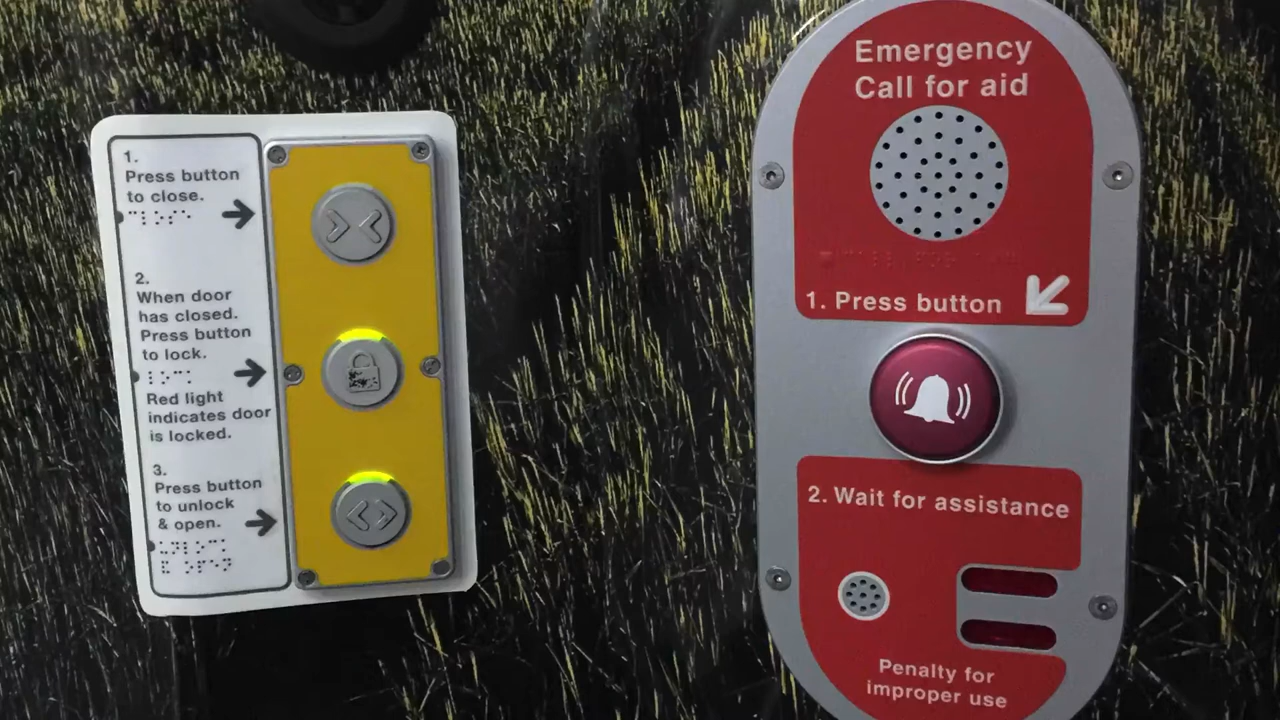 1.
Press button
to close.
2.
When door
has closed.
Press button
to lock.
Red light
indicates door
is locked.
3.
Press button
to unlock
& open.
Emergency
Call for aid
1. Press button
2. Wait for assistance
Penalty for
improper use